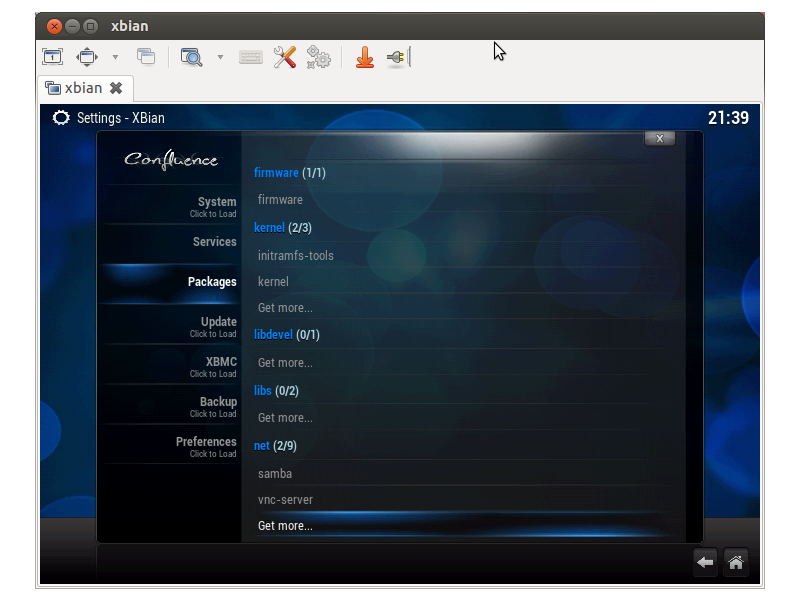 xbian
xbian
Settings - XBian
21:39
x
Confluence
System
Click to Load
Services
Packages
Update
Click to Load
XBMC
Click to Load
Backup
Click to Load
Preferences
Click to Load
firmware (1/1)
firmware
kernel (2/3)
initramfs-tools
kernel
Get more...
libdevel (0/1)
Get more...
libs (0/2)
Get more...
net (2/9)
samba
vnc-server
Get more...